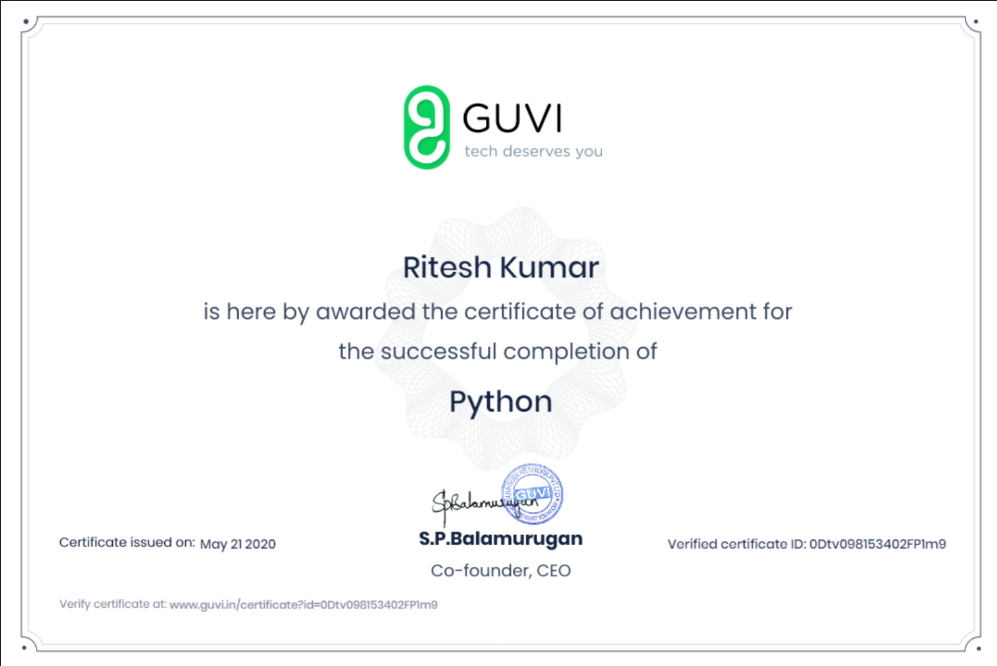 GUVI
tech deserves you
Ritesh Kumar
is here by awarded the certificate of achievement for
the successful completion of
Python
SpBalamurugan
GUVI
S.P.Balamurugan
Co-founder, CEO
Certificate issued on: May 21 2020
Verified certificate ID: 0Dtv098153402FP1m9
Verify certificate at: www.guvi.in/certificate?id=0Dtv098153402FP1m9